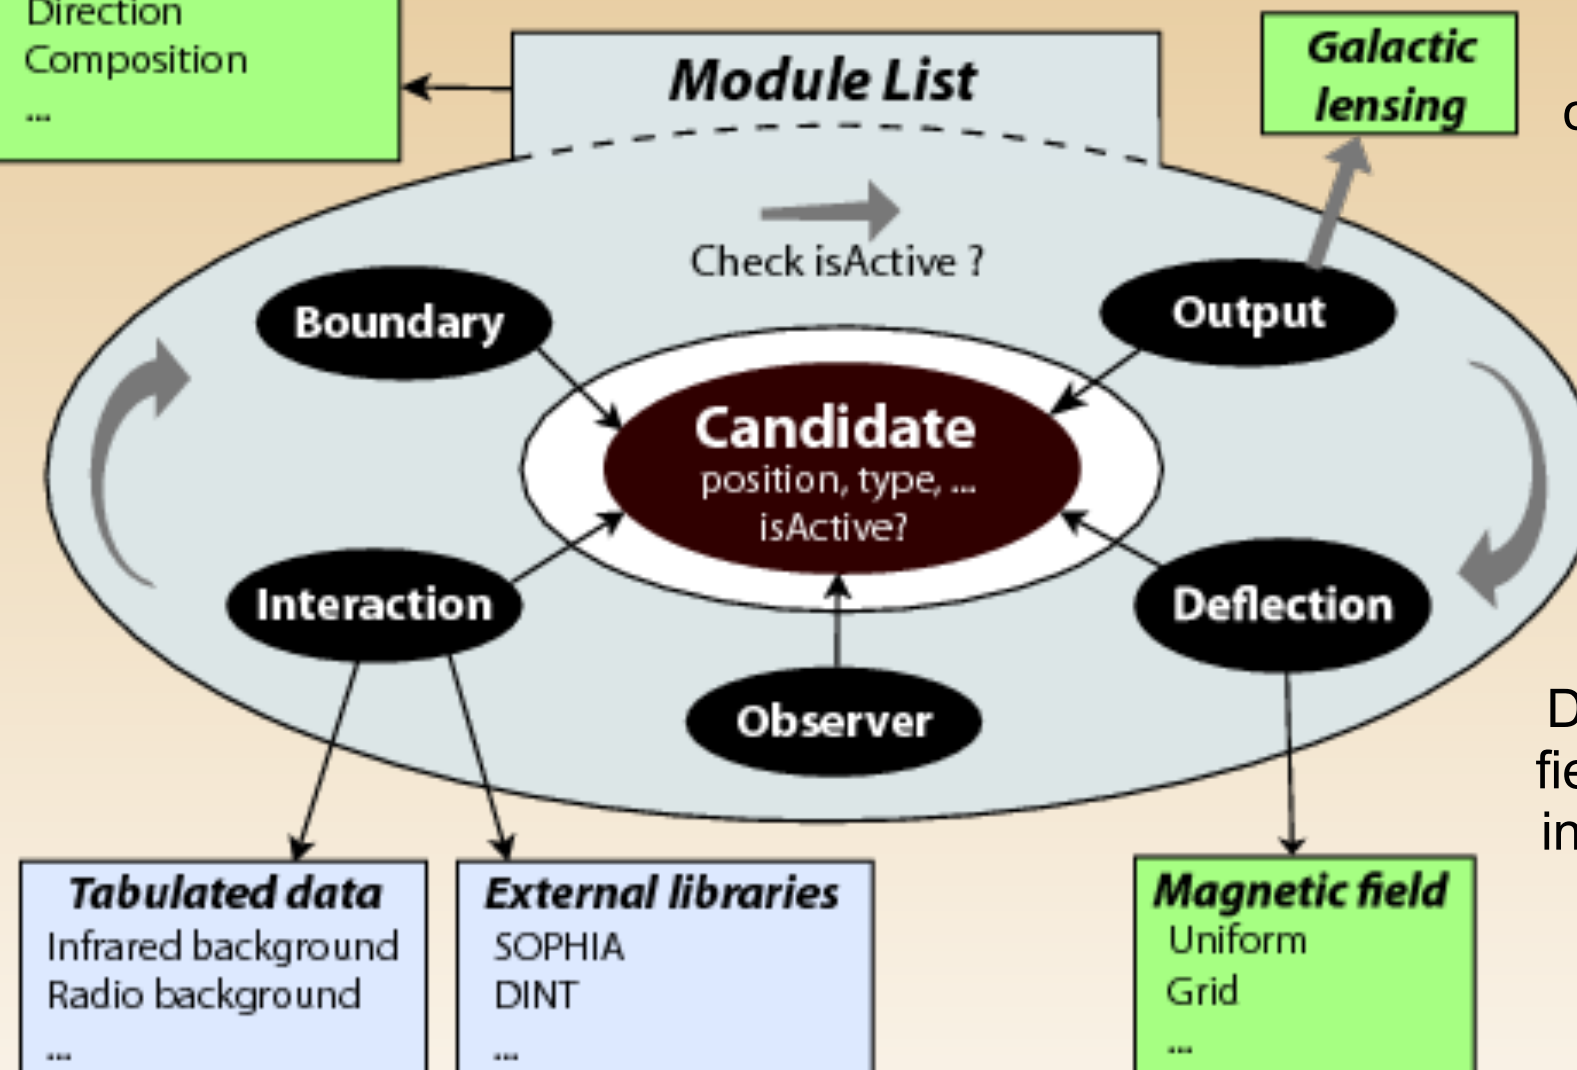 Direction
Composition
...
Module List
Galactic
lensing
Check isActive ?
Boundary
Output
Candidate
position, type, ...
isActive?
Interaction
Deflection
Observer
Tabulated data
Infrared background
Radio background
...
External libraries
SOPHIA
DINT
...
Magnetic field
Uniform
Grid
...